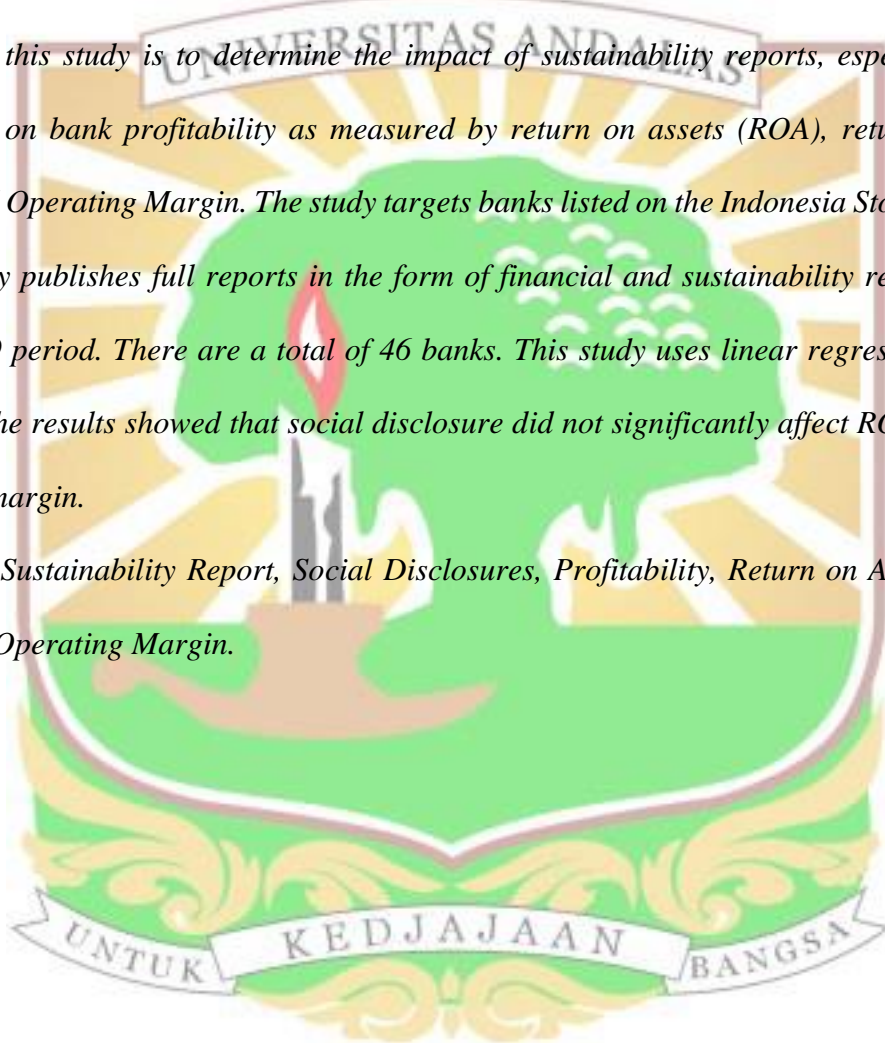 UNIVERSITAS ANDALAS
this study is to determine the impact of sustainability reports, espe
on bank profitability as measured by return on assets (ROA), retu
Operating Margin. The study targets banks listed on the Indonesia Sto
y publishes full reports in the form of financial and sustainability re
period. There are a total of 46 banks. This study uses linear regres
he results showed that social disclosure did not significantly affect RO
margin.
Sustainability Report, Social Disclosures, Profitability, Return on A
Operating Margin.
UNTUK KEDJAJAAN BANGSA